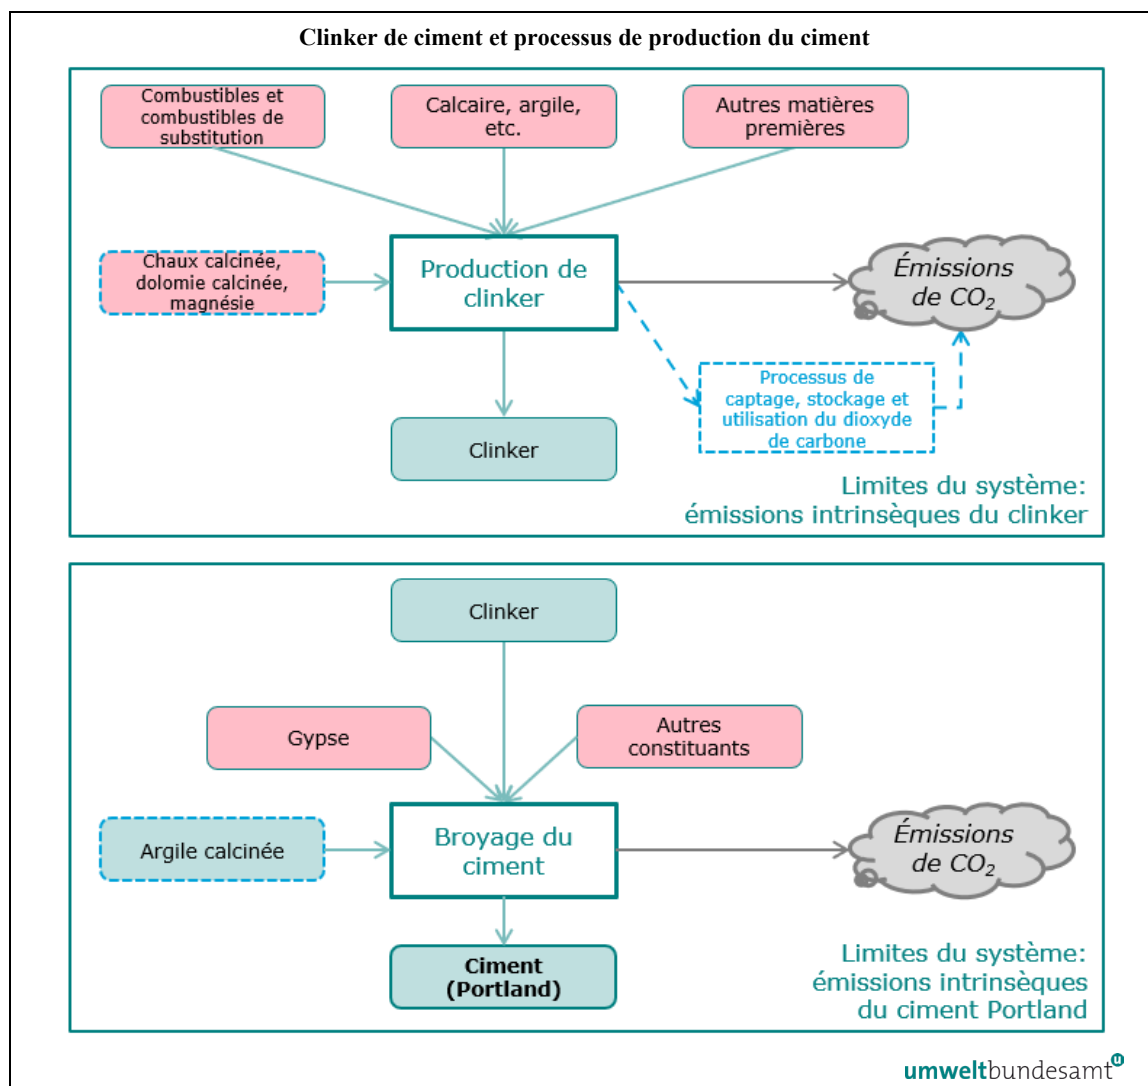 Clinker de ciment et processus de production du ciment
Combustibles et
combustibles de
substitution
Calcaire, argile,
etc.
Autres matières
premières
Chaux calcinée,
dolomie calcinée,
magnésie
Production de
clinker
Émissions
de CO₂
Processus de
captage, stockage et
utilisation du dioxyde
de carbone
Clinker
Limites du système:
émissions intrinsèques du clinker
Clinker
Gypse
Autres
constituants
Argile calcinée
Broyage du
ciment
Émissions
de CO₂
Ciment
(Portland)
Limites du système:
émissions intrinsèques
du ciment Portland
umweltbundesamt
u